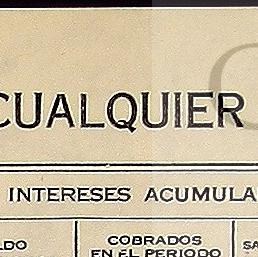 CUALQUIER
INTERESES ACUMULA
LDO COBRADOS SA
EN EL PERIODO